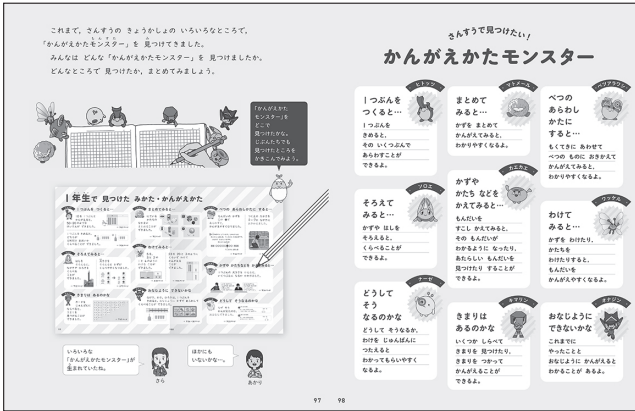 これまで，さんすうの きょうかしょの いろいろなところで，
「かんがえかたモンスター」を 見つけてきました。
みんなは どんな「かんがえかたモンスター」を 見つけましたか。
どんなところで 見つけたか，まとめてみましょう。
「かんがえかた
モンスター」を
どこで
見つけたかな。
じぶんたちでも
見つけたところを
かきこんでみよう。
1年生で 見つけた みかた・かんがえかた
いろいろな
「かんがえかたモンスター」が
生まれていたね。
さら
ほかにも
いないかな…。
あかり
97 98
さんすうで見つけたい！
かんがえかたモンスター
ヒトツブ
1つぶんを
つくると…
1つぶんを
きめると，
その いくつぶんで
あらわすことが
できるよ。
マトメール
まとめて
みると…
かずを まとめて
かんがえてみると，
わかりやすくなるよ。
ベツアラワシ
べつの
あらわし
かたに
すると…
もくてきに あわせて
べつの ものに おきかえて
かんがえてみると，
わかりやすくなるよ。
ソロエ
そろえて
みると…
かずや はしを
そろえると，
くらべることが
できるよ。
カエカエ
かずや
かたち などを
かえてみると…
もんだいを
すこし かえてみると，
その もんだいが
わかるように なったり，
あたらしい もんだいを
見つけたり することが
できるよ。
ワッケル
わけて
みると…
かずを わけたり，
かたちを
わけたりすると，
もんだいを
かんがえやすくなるよ。
ナーゼ
どうして
そう
なるのかな
どうして そうなるか，
わけを じゅんばんに
つたえると
わかってもらいやすく
なるよ。
キマリン
きまりは
あるのかな
いくつか しらべて
きまりを 見つけたり，
きまりを つかって
かんがえることが
できるよ。
オナジン
おなじように
できないかな
これまでに
やったことと
おなじように かんがえると
わかることが あるよ。